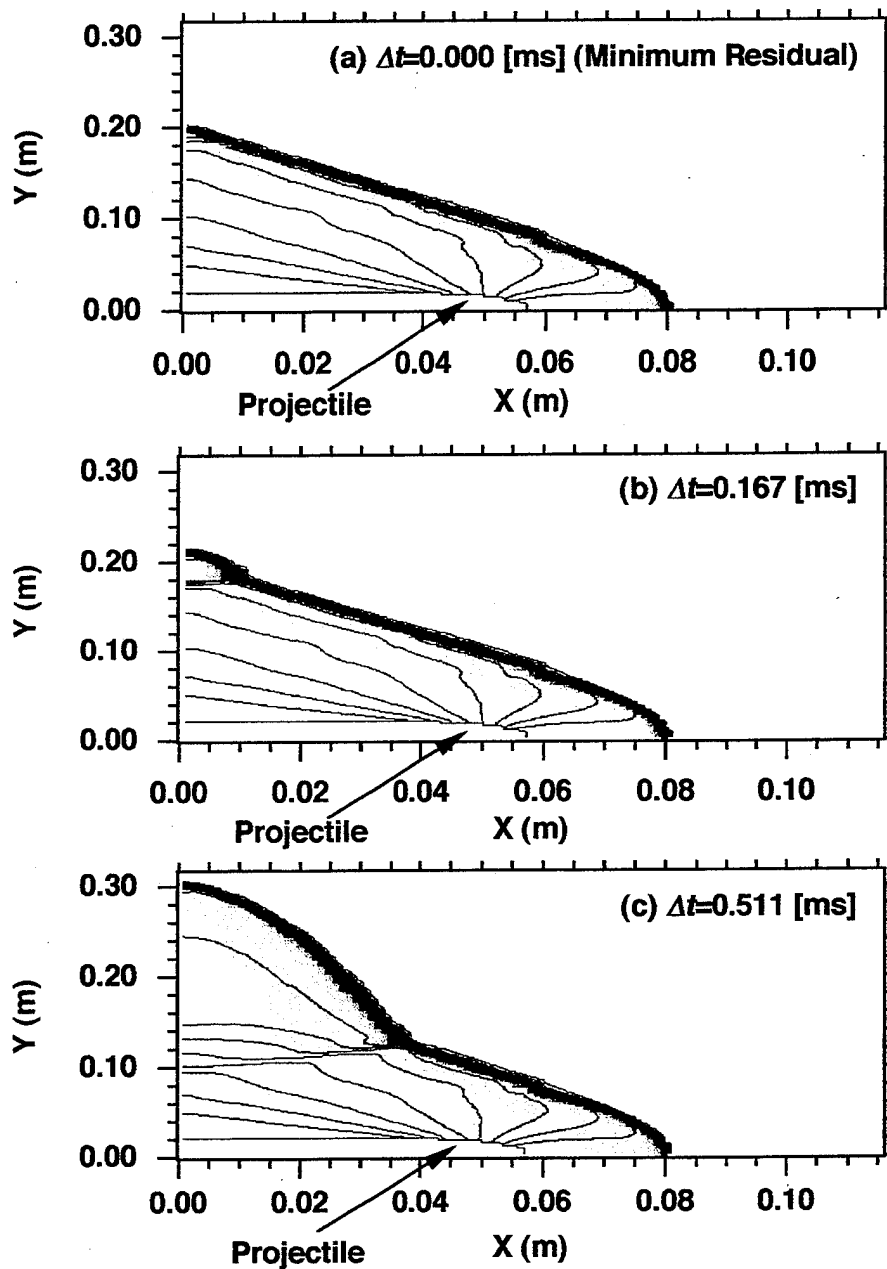 (a) Δt=0.000 [ms] (Minimum Residual)
Y (m)
0.30
0.20
0.10
0.00
0.00 0.02 0.04 0.06 0.08 0.10
Projectile
X (m)
(b) Δt=0.167 [ms]
Y (m)
0.30
0.20
0.10
0.00
0.00 0.02 0.04 0.06 0.08 0.10
Projectile
X (m)
(c) Δt=0.511 [ms]
Y (m)
0.30
0.20
0.10
0.00
0.00 0.02 0.04 0.06 0.08 0.10
Projectile
X (m)